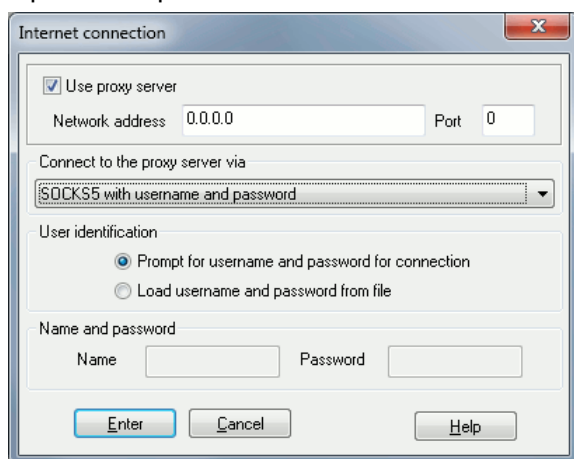 Internet connection
Use proxy server
Network address 0.0.0.0 Port 0
Connect to the proxy server via
SOCKS5 with username and password
User identification
Prompt for username and password for connection
Load username and password from file
Name and password
Name Password
Enter Cancel Help